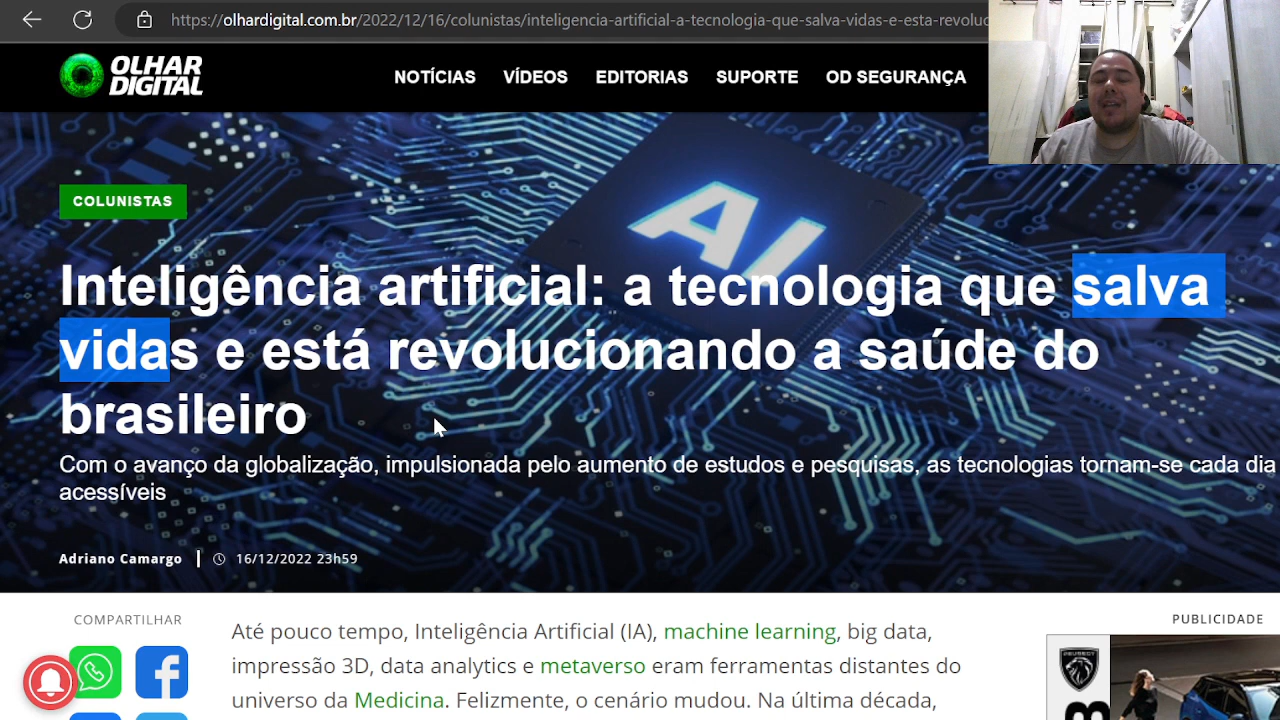 https://olhardigital.com.br/2022/12/16/colunistas/inteligencia-artificial-a-tecnologia-que-salva-vidas-e-esta-revoluc
OLHAR
DIGITAL
NOTÍCIAS VÍDEOS EDITORIAS SUPORTE OD SEGURANÇA
AI
COLUNISTAS
Inteligência artificial: a tecnologia que salva
vidas e está revolucionando a saúde do
brasileiro
Com o avanço da globalização, impulsionada pelo aumento de estudos e pesquisas, as tecnologias tornam-se cada dia
acessíveis
Adriano Camargo | 16/12/2022 23h59
COMPARTILHAR
PUBLICIDADE
Até pouco tempo, Inteligência Artificial (IA), machine learning, big data,
impressão 3D, data analytics e metaverso eram ferramentas distantes do
universo da Medicina. Felizmente, o cenário mudou. Na última década,
PEUGEOT